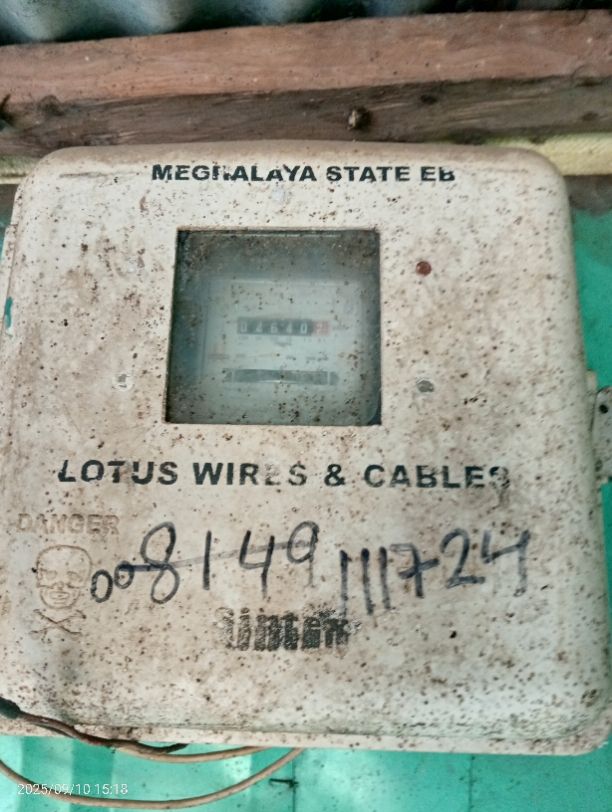 MEGHALAYA STATE EB
04640
LOTUS WIRES & CABLES
DANGER
008149
111724
Sintex
2025/09/10 15:18